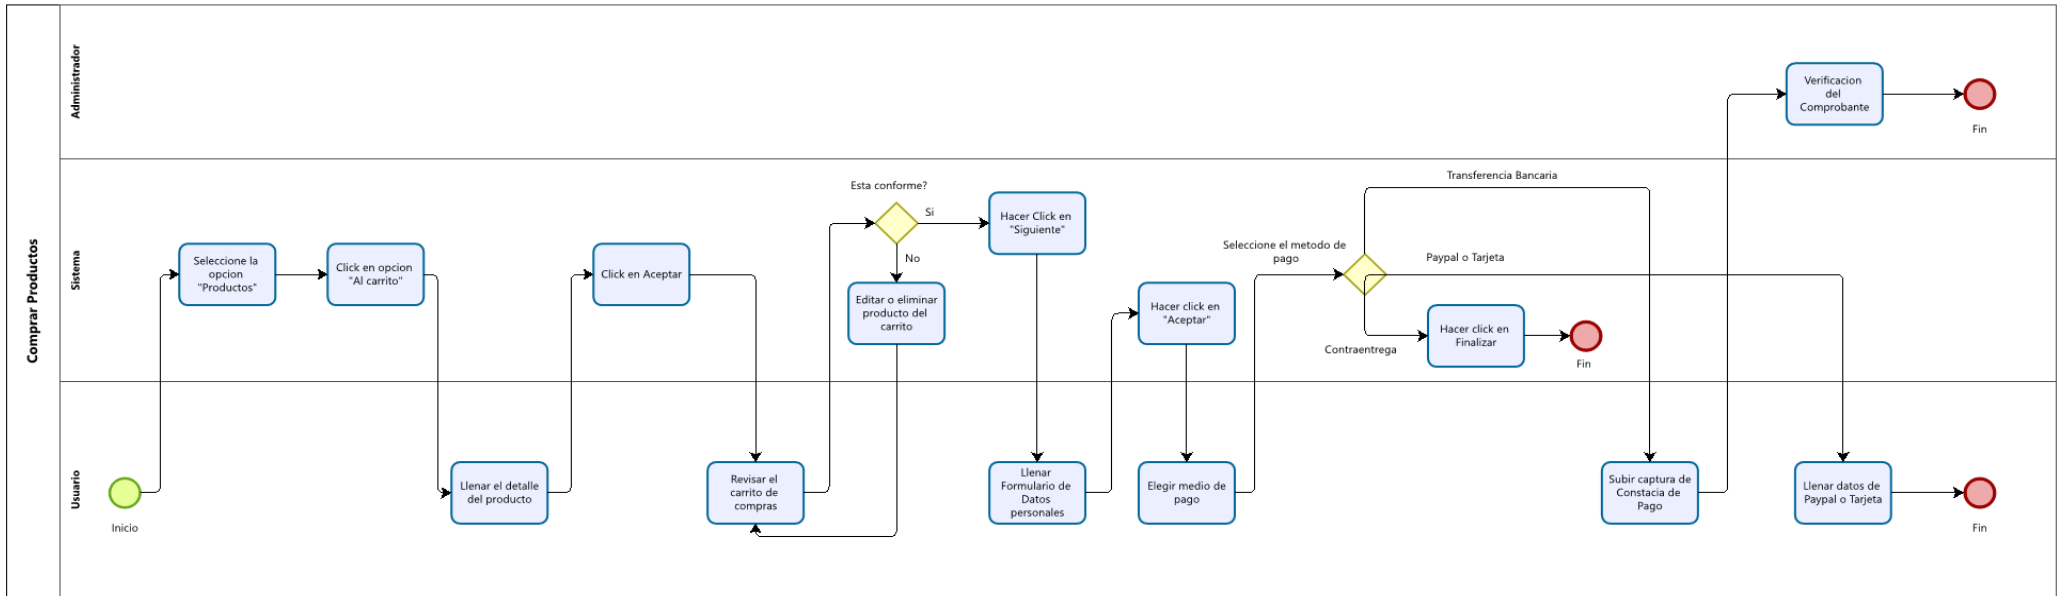 Comprar Productos
Administrador
Verificacion
del
Comprobante
Fin
Sistema
Seleccione la
opcion
"Productos"
Click en opcion
"Al carrito"
Click en Aceptar
Esta conforme?
Si
No
Editar o eliminar
producto del
carrito
Hacer Click en
"Siguiente"
Hacer click en
"Aceptar"
Seleccione el metodo de
pago
Transferencia Bancaria
Paypal o Tarjeta
Contraentrega
Hacer click en
Finalizar
Fin
Usuario
Inicio
Llenar el detalle
del producto
Revisar el
carrito de
compras
Llenar
Formulario de
Datos
personales
Elegir medio de
pago
Subir captura de
Constacia de
Pago
Llenar datos de
Paypal o Tarjeta
Fin